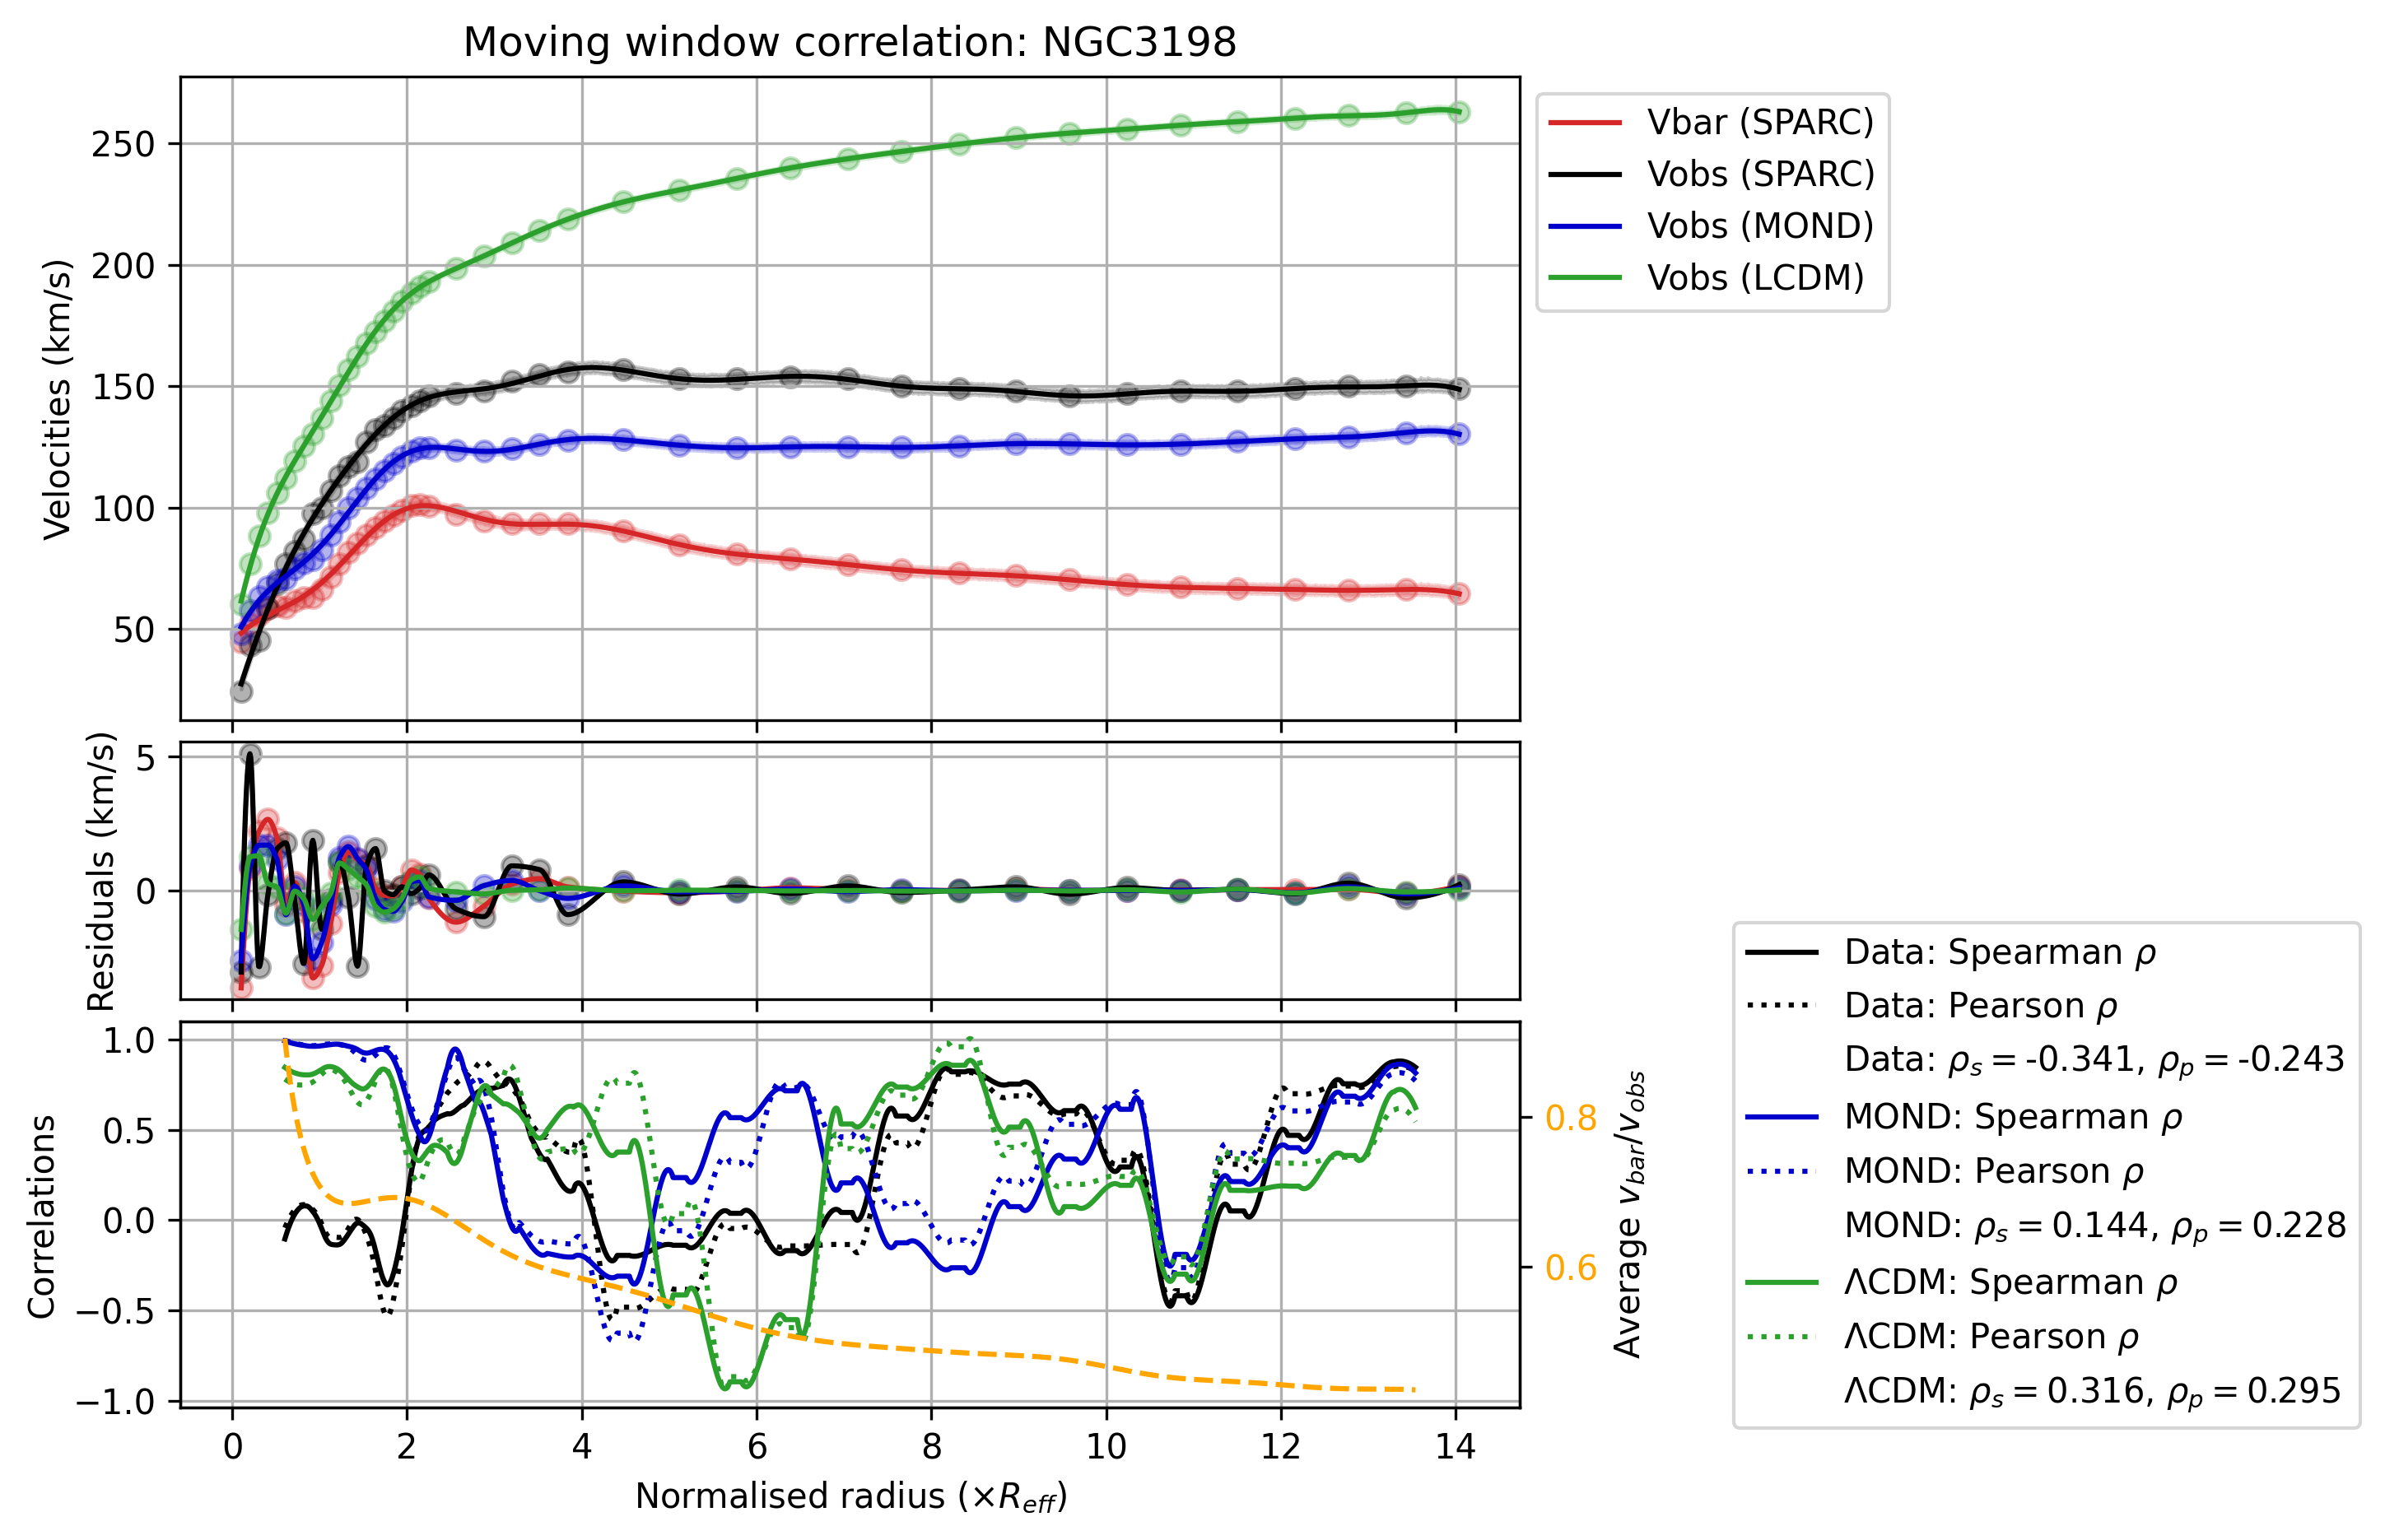 Moving window correlation: NGC3198
Velocities (km/s)
250
200
150
100
50
Vbar (SPARC)
Vobs (SPARC)
Vobs (MOND)
Vobs (LCDM)
Residuals (km/s)
5
0
Correlations
1.0
0.5
0.0
−0.5
−1.0
0.8
0.6
Average v_bar/v_obs
0 2 4 6 8 10 12 14
Normalised radius (×R_eff)
Data: Spearman ρ
Data: Pearson ρ
Data: ρ_s = -0.341, ρ_p = -0.243
MOND: Spearman ρ
MOND: Pearson ρ
MOND: ρ_s = 0.144, ρ_p = 0.228
ΛCDM: Spearman ρ
ΛCDM: Pearson ρ
ΛCDM: ρ_s = 0.316, ρ_p = 0.295